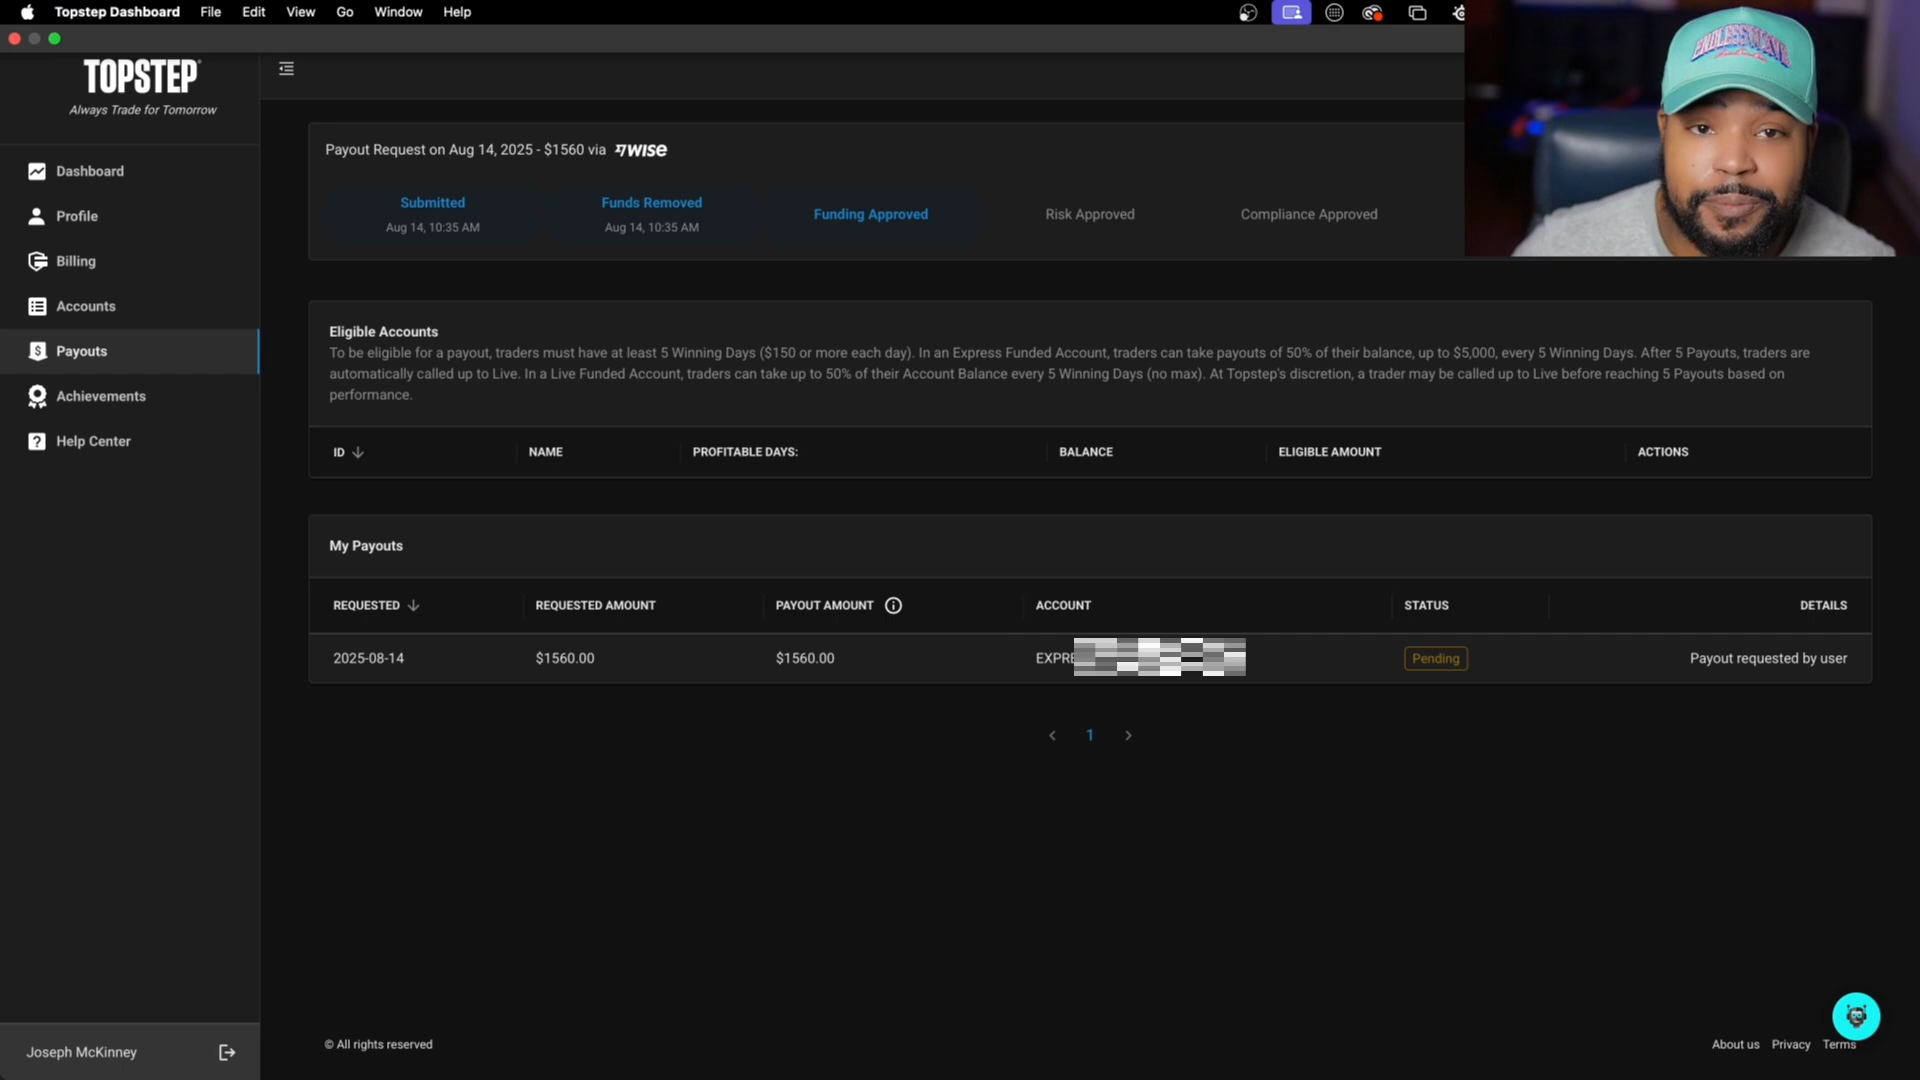 Topstep Dashboard File Edit View Go Window Help
TOPSTEP
Always Trade for Tomorrow
Dashboard
Profile
Billing
Accounts
Payouts
Achievements
Help Center
Joseph McKinney
Payout Request on Aug 14, 2025 - $1560 via 7WISE
Submitted
Aug 14, 10:35 AM
Funds Removed
Aug 14, 10:35 AM
Funding Approved
Risk Approved
Compliance Approved
ENDLESS WAVE
Eligible Accounts
To be eligible for a payout, traders must have at least 5 Winning Days ($150 or more each day). In an Express Funded Account, traders can take payouts of 50% of their balance, up to $5,000, every 5 Winning Days. After 5 Payouts, traders are
automatically called up to Live. In a Live Funded Account, traders can take up to 50% of their Account Balance every 5 Winning Days (no max). At Topstep's discretion, a trader may be called up to Live before reaching 5 Payouts based on
performance.
ID NAME PROFITABLE DAYS: BALANCE ELIGIBLE AMOUNT ACTIONS
My Payouts
REQUESTED REQUESTED AMOUNT PAYOUT AMOUNT ACCOUNT STATUS DETAILS
2025-08-14 $1560.00 $1560.00 EXPRE Pending Payout requested by user
1
© All rights reserved
About us Privacy Terms